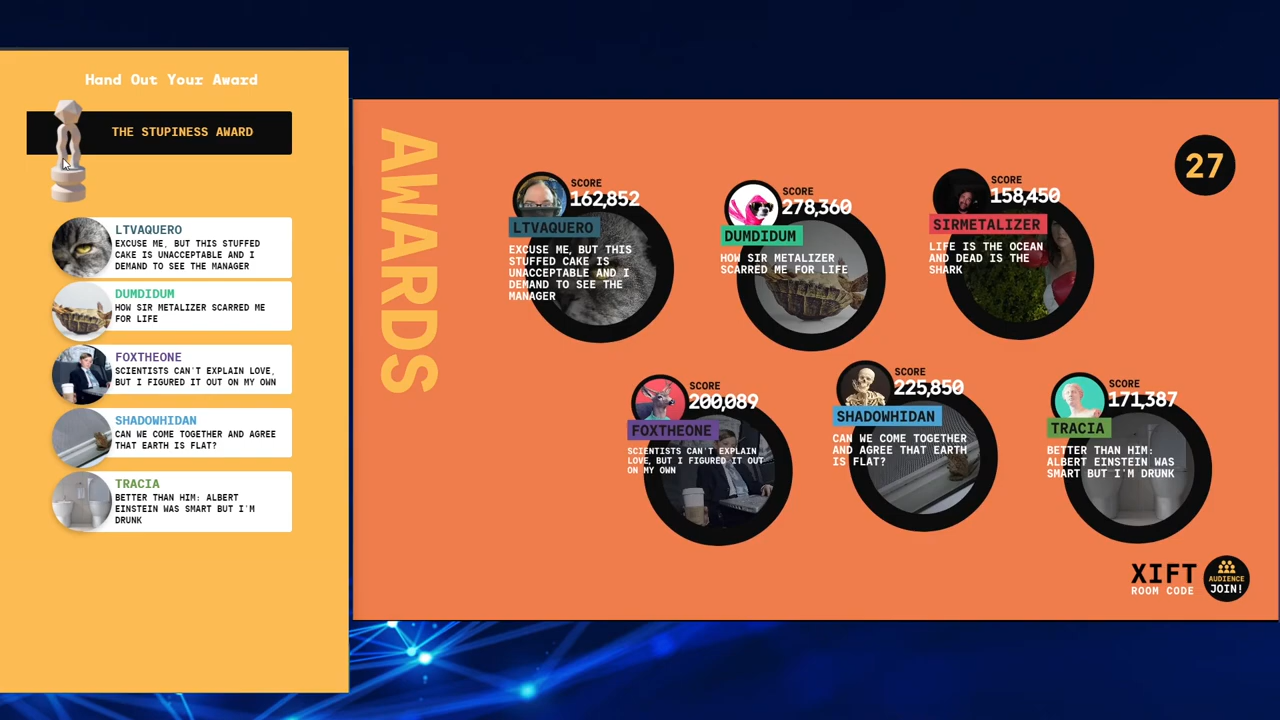 Hand Out Your Award
THE STUPINESS AWARD
LTVAQUERO
EXCUSE ME, BUT THIS STUFFED
CAKE IS UNACCEPTABLE AND I
DEMAND TO SEE THE MANAGER
DUMDIDUM
HOW SIR METALIZER SCARRED ME
FOR LIFE
FOXTHEONE
SCIENTISTS CAN'T EXPLAIN LOVE,
BUT I FIGURED IT OUT ON MY OWN
SHADOWHIDAN
CAN WE COME TOGETHER AND AGREE
THAT EARTH IS FLAT?
TRACIA
BETTER THAN HIM: ALBERT
EINSTEIN WAS SMART BUT I'M
DRUNK
AWARDS
27
SCORE
162,852
LTVAQUERO
EXCUSE ME, BUT THIS
STUFFED CAKE IS
UNACCEPTABLE AND I
DEMAND TO SEE THE
MANAGER
SCORE
278,360
DUMDIDUM
HOW SIR METALIZER
SCARRED ME FOR LIFE
SCORE
158,450
SIRMETALIZER
LIFE IS THE OCEAN
AND DEAD IS THE
SHARK
SCORE
200,089
FOXTHEONE
SCIENTISTS CAN'T EXPLAIN
LOVE, BUT I FIGURED IT OUT
ON MY OWN
SCORE
225,850
SHADOWHIDAN
CAN WE COME TOGETHER
AND AGREE THAT EARTH
IS FLAT?
SCORE
171,387
TRACIA
BETTER THAN HIM:
ALBERT EINSTEIN WAS
SMART BUT I'M DRUNK
XIFT
ROOM CODE
AUDIENCE
JOIN!